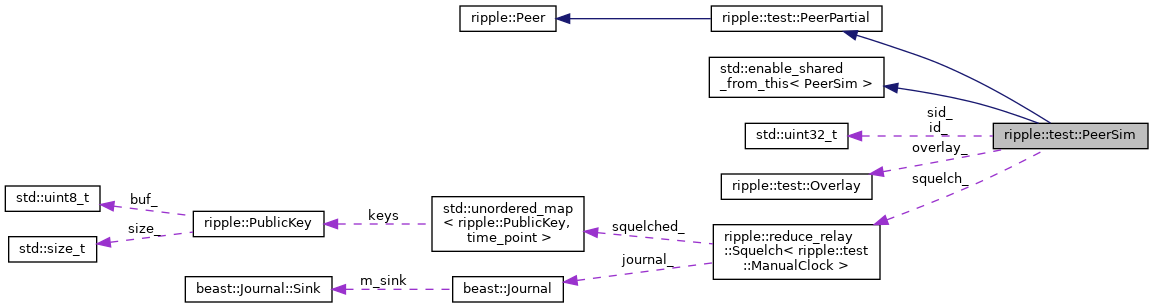 ripple::Peer
ripple::test::PeerPartial
std::enable_shared
_from_this< PeerSim >
sid_
id_
std::uint32_t
ripple::test::PeerSim
overlay_
ripple::test::Overlay
squelch_
std::uint8_t
buf_
ripple::PublicKey
keys
std::unordered_map
< ripple::PublicKey,
time_point >
squelched_
size_
std::size_t
ripple::reduce_relay
::Squelch< ripple::test
::ManualClock >
journal_
beast::Journal::Sink
m_sink
beast::Journal